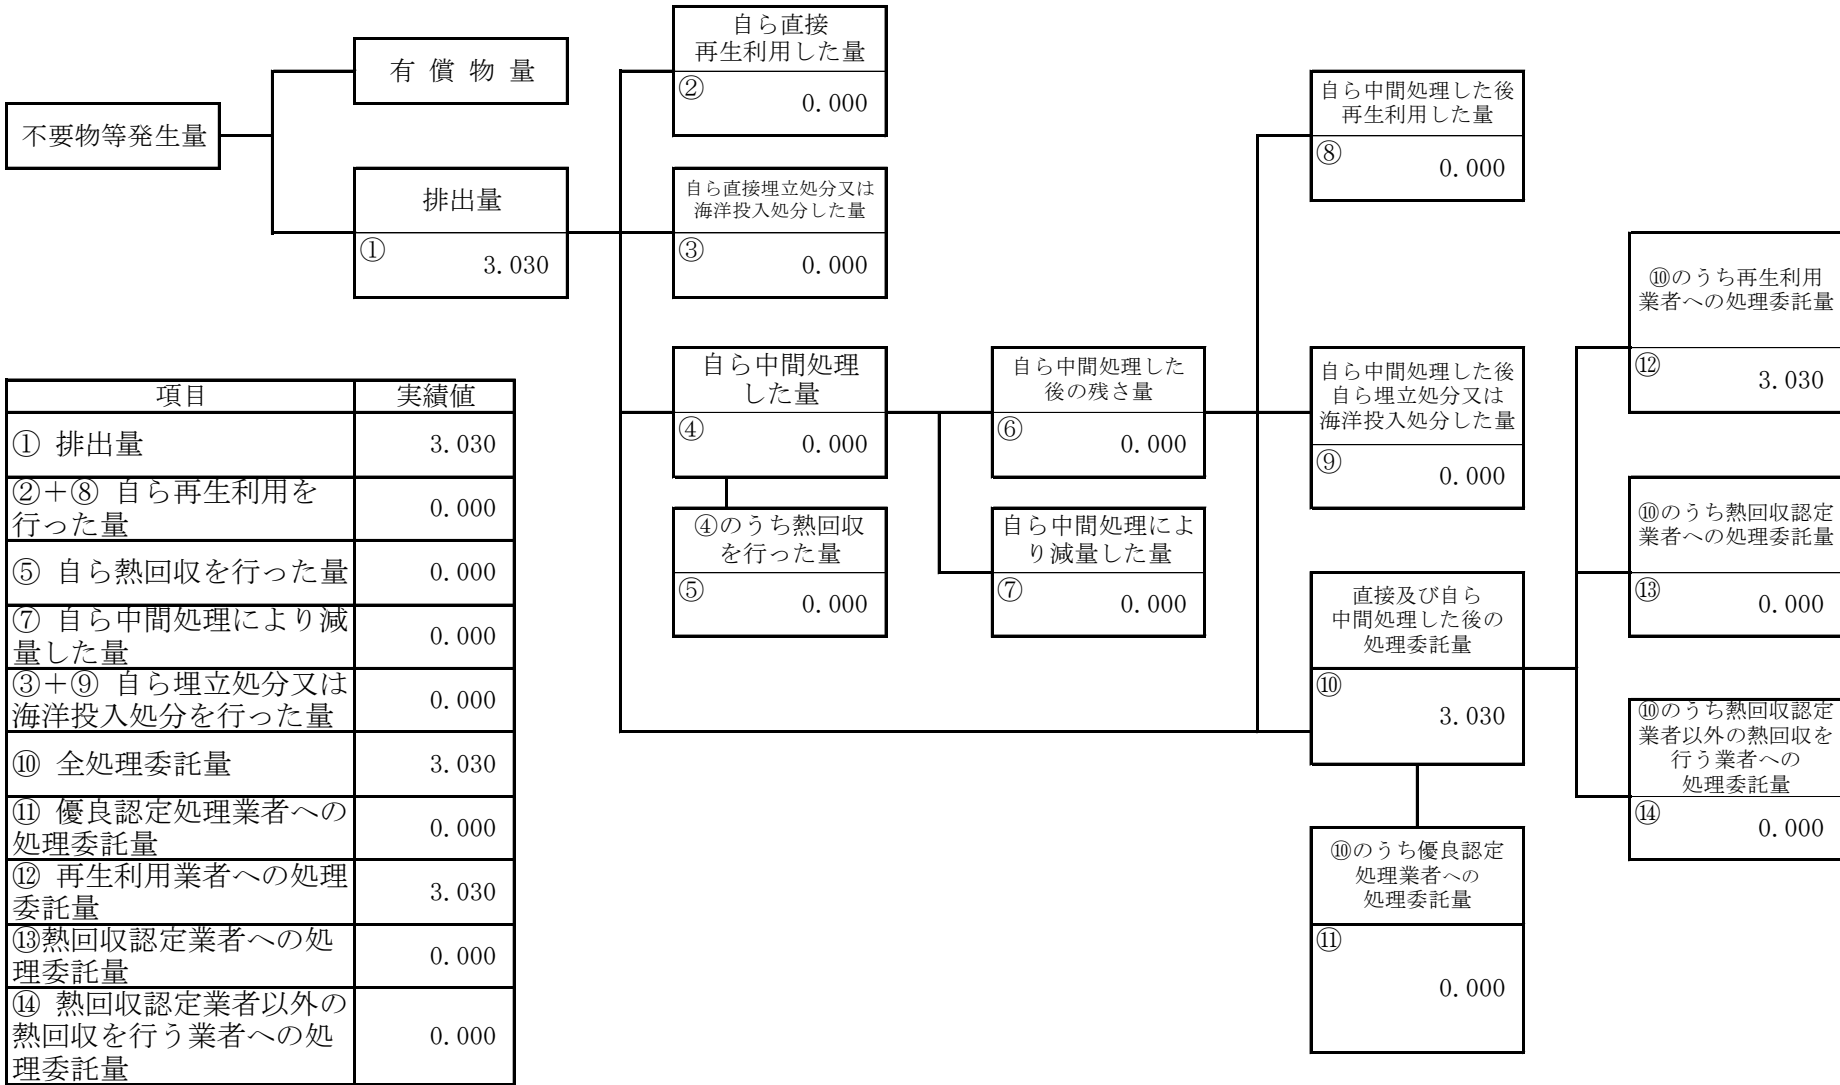 不要物等発生量
有 償 物 量
排出量
①
3.030
自ら直接
再生利用した量
②
0.000
自ら直接埋立処分又は
海洋投入処分した量
③
0.000
自ら中間処理
した量
④
0.000
④のうち熱回収
を行った量
⑤
0.000
自ら中間処理した
後の残さ量
⑥
0.000
自ら中間処理によ
り減量した量
⑦
0.000
自ら中間処理した後
再生利用した量
⑧
0.000
自ら中間処理した後
自ら埋立処分又は
海洋投入処分した量
⑨
0.000
直接及び自ら
中間処理した後の
処理委託量
⑩
3.030
⑩のうち優良認定
処理業者への
処理委託量
⑪
0.000
⑩のうち再生利用
業者への処理委託量
⑫
3.030
⑩のうち熱回収認定
業者への処理委託量
⑬
0.000
⑩のうち熱回収認定
業者以外の熱回収を
行う業者への
処理委託量
⑭
0.000
項目 実績値
① 排出量 3.030
②＋⑧ 自ら再生利用を
行った量 0.000
⑤ 自ら熱回収を行った量 0.000
⑦ 自ら中間処理により減
量した量 0.000
③＋⑨ 自ら埋立処分又は
海洋投入処分を行った量 0.000
⑩ 全処理委託量 3.030
⑪ 優良認定処理業者への
処理委託量 0.000
⑫ 再生利用業者への処理
委託量 3.030
⑬熱回収認定業者への処
理委託量 0.000
⑭ 熱回収認定業者以外の
熱回収を行う業者への処
理委託量 0.000